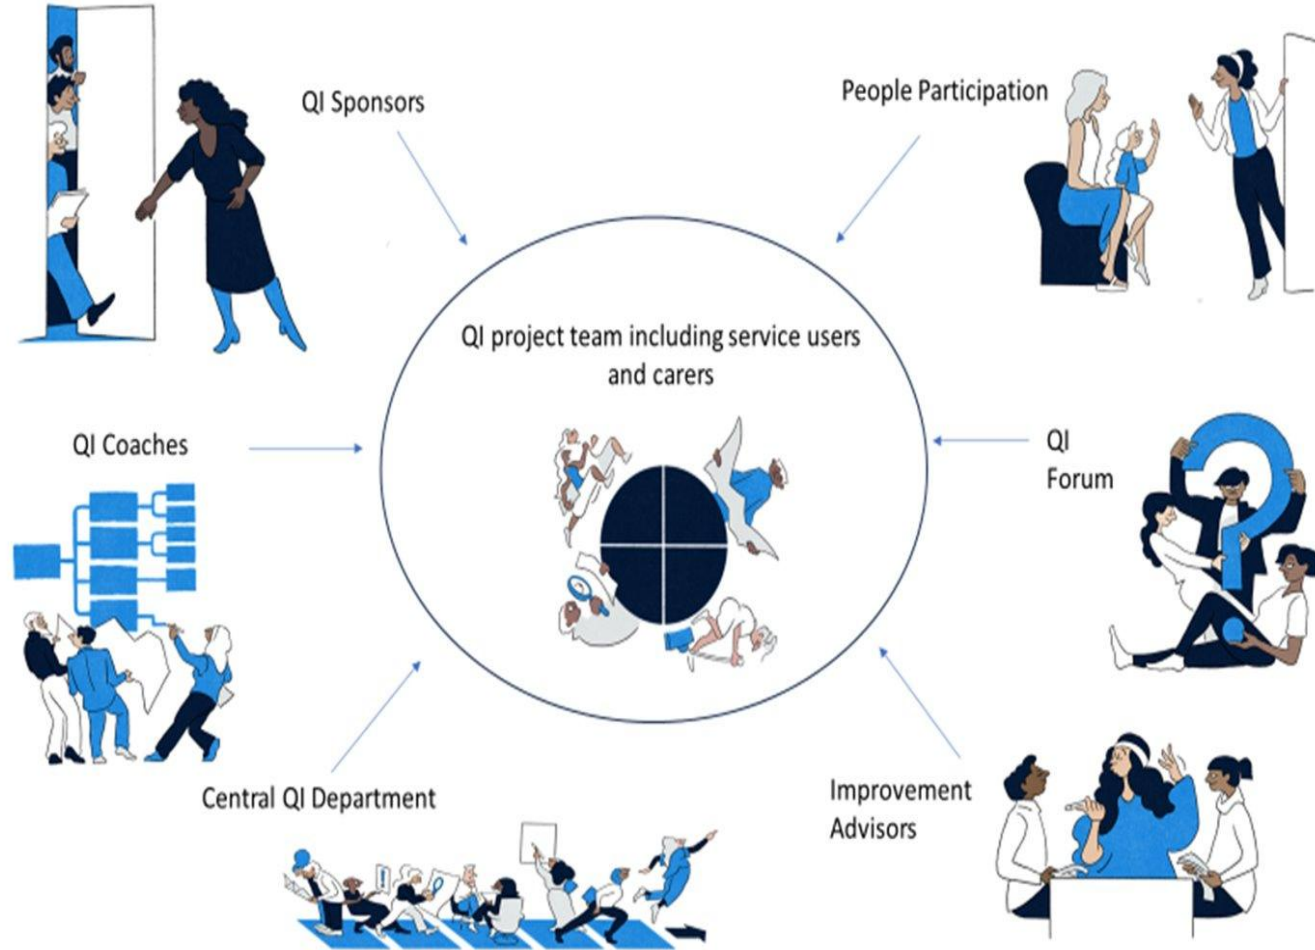 QI Sponsors
People Participation
QI project team including service users
and carers
QI Coaches
QI
Forum
Central QI Department
Improvement
Advisors